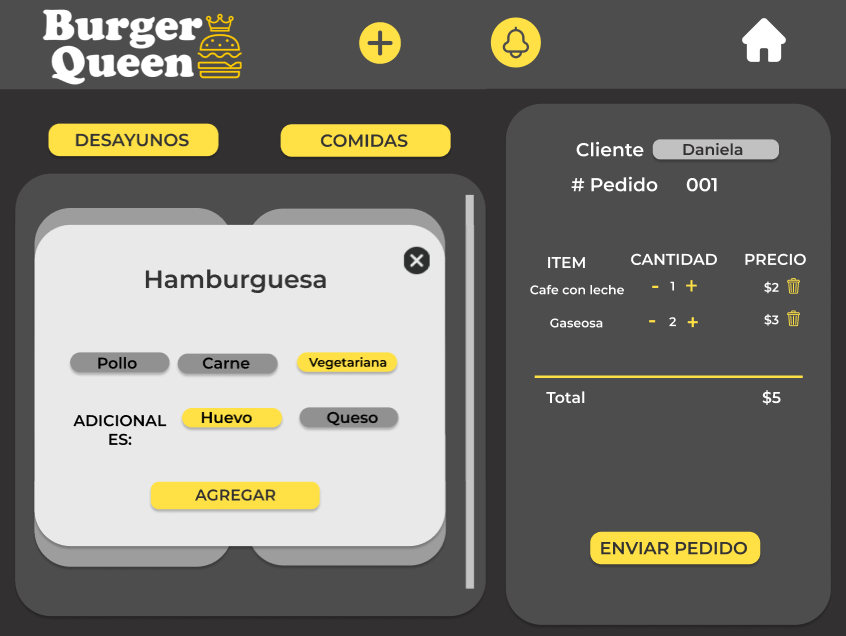 Burger
Queen
DESAYUNOS
COMIDAS
Hamburguesa
Pollo Carne Vegetariana
ADICIONAL
ES:
Huevo Queso
AGREGAR
Cliente Daniela
# Pedido 001
ITEM CANTIDAD PRECIO
Cafe con leche - 1 + $2
Gaseosa - 2 + $3
Total $5
ENVIAR PEDIDO